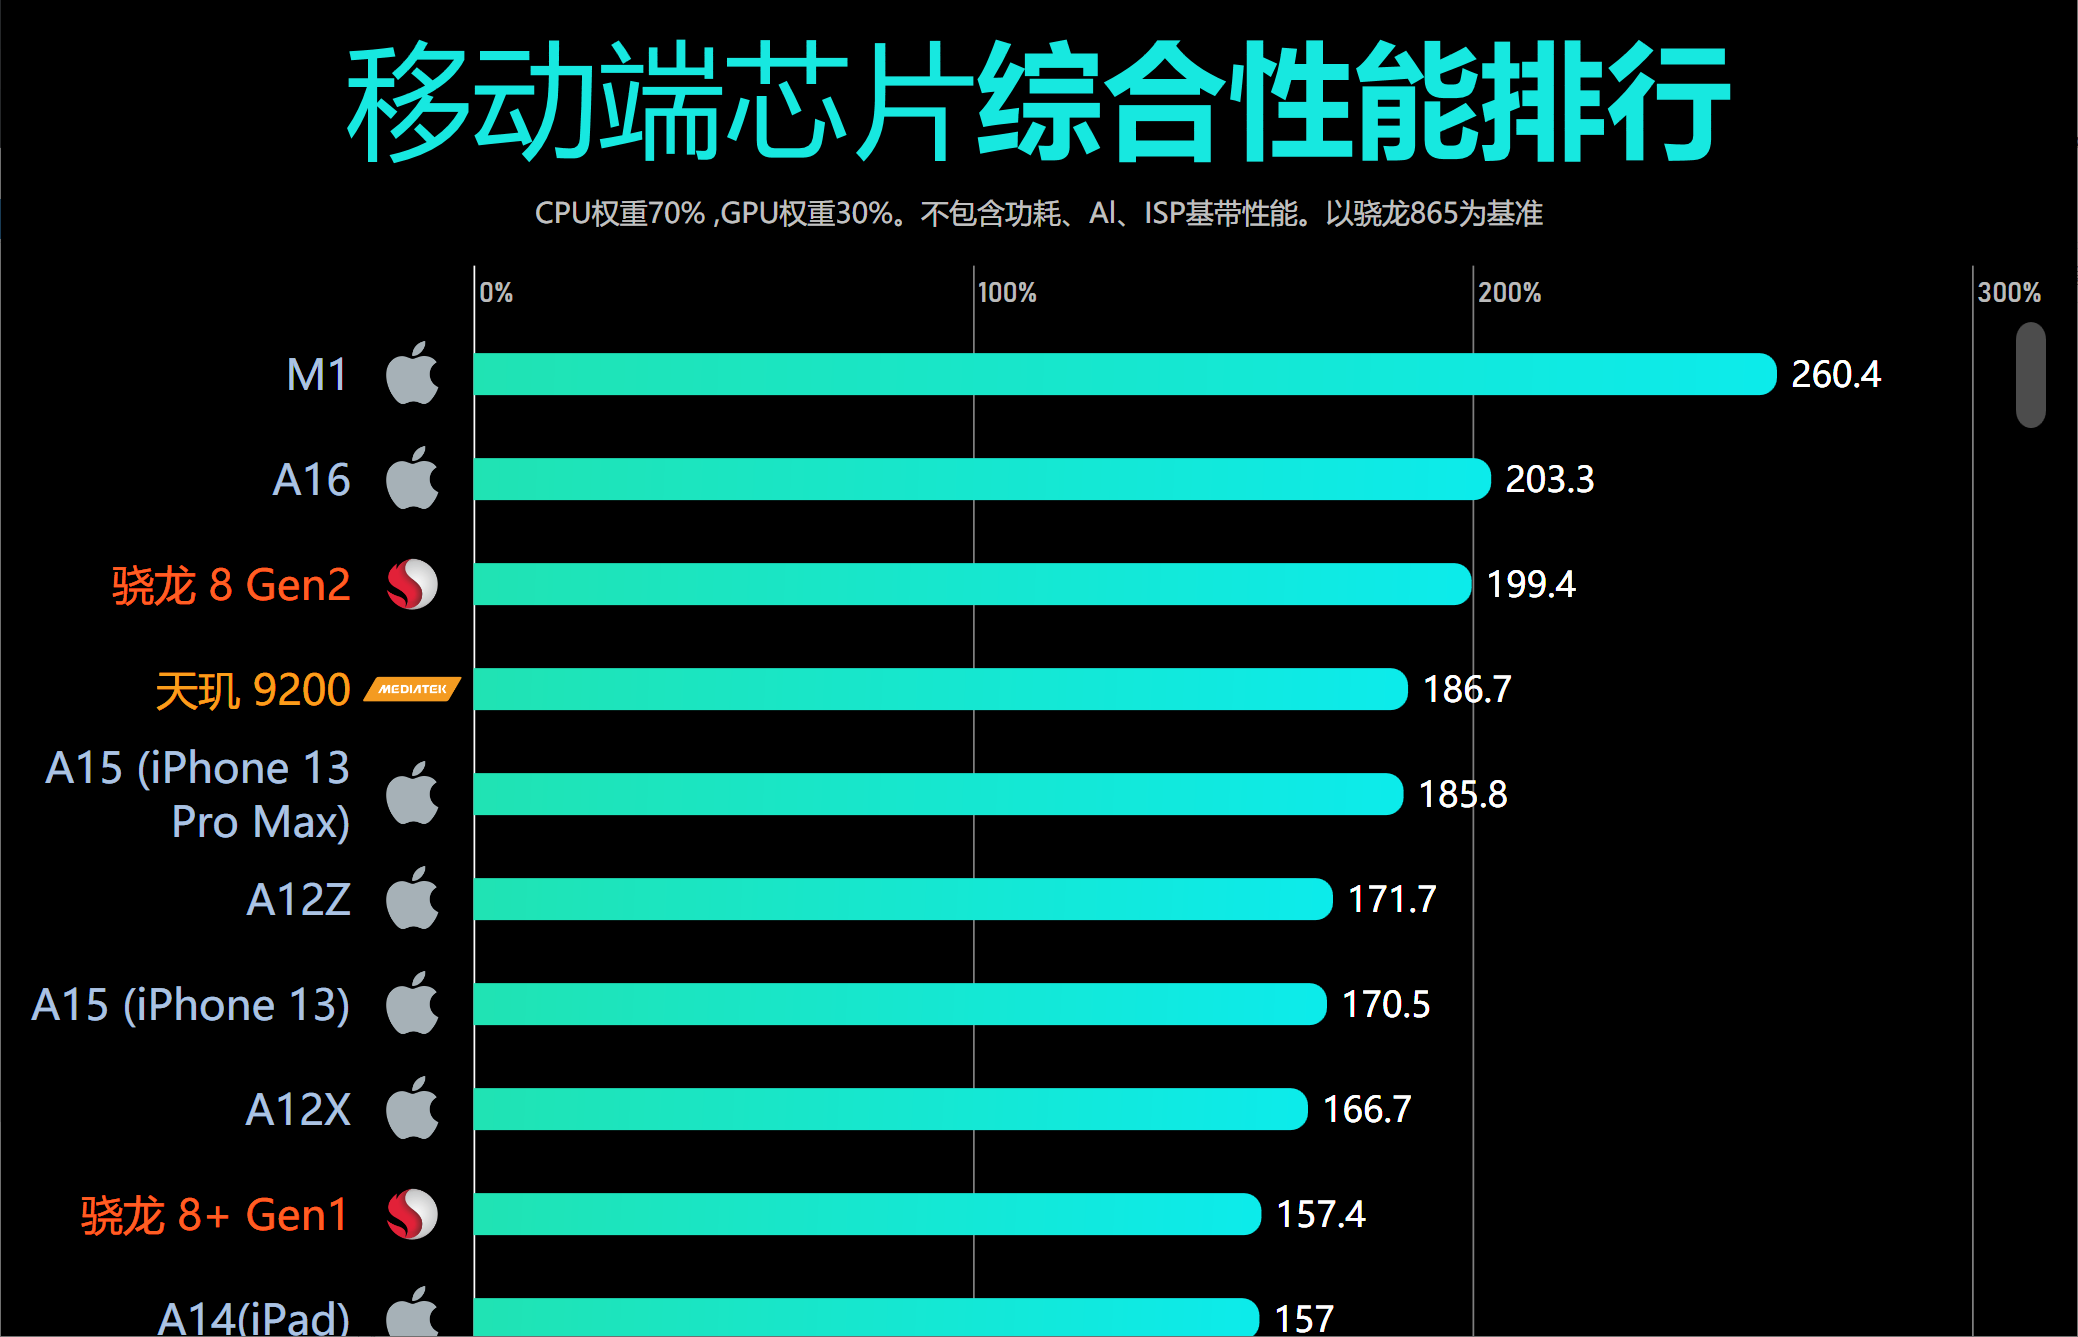 移动端芯片综合性能排行
CPU权重70% ,GPU权重30%。不包含功耗、AI、ISP基带性能。以骁龙865为基准
0% 100% 200% 300%
M1 260.4
A16 203.3
骁龙 8 Gen2 199.4
天玑 9200 MEDIATEK 186.7
A15 (iPhone 13
Pro Max) 185.8
A12Z 171.7
A15 (iPhone 13) 170.5
A12X 166.7
骁龙 8+ Gen1 157.4
A14(iPad) 157